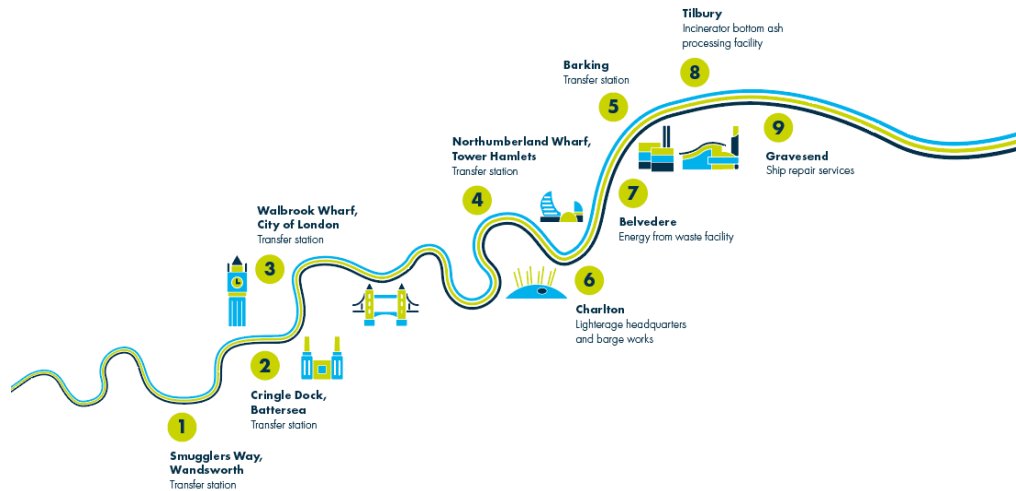 Tilbury
Incinerator bottom ash
processing facility
8
Barking
Transfer station
5
9
Gravesend
Ship repair services
Northumberland Wharf,
Tower Hamlets
Transfer station
4
7
Belvedere
Energy from waste facility
Walbrook Wharf,
City of London
Transfer station
3
6
Charlton
Lighterage headquarters
and barge works
2
Cringle Dock,
Battersea
Transfer station
1
Smugglers Way,
Wandsworth
Transfer station